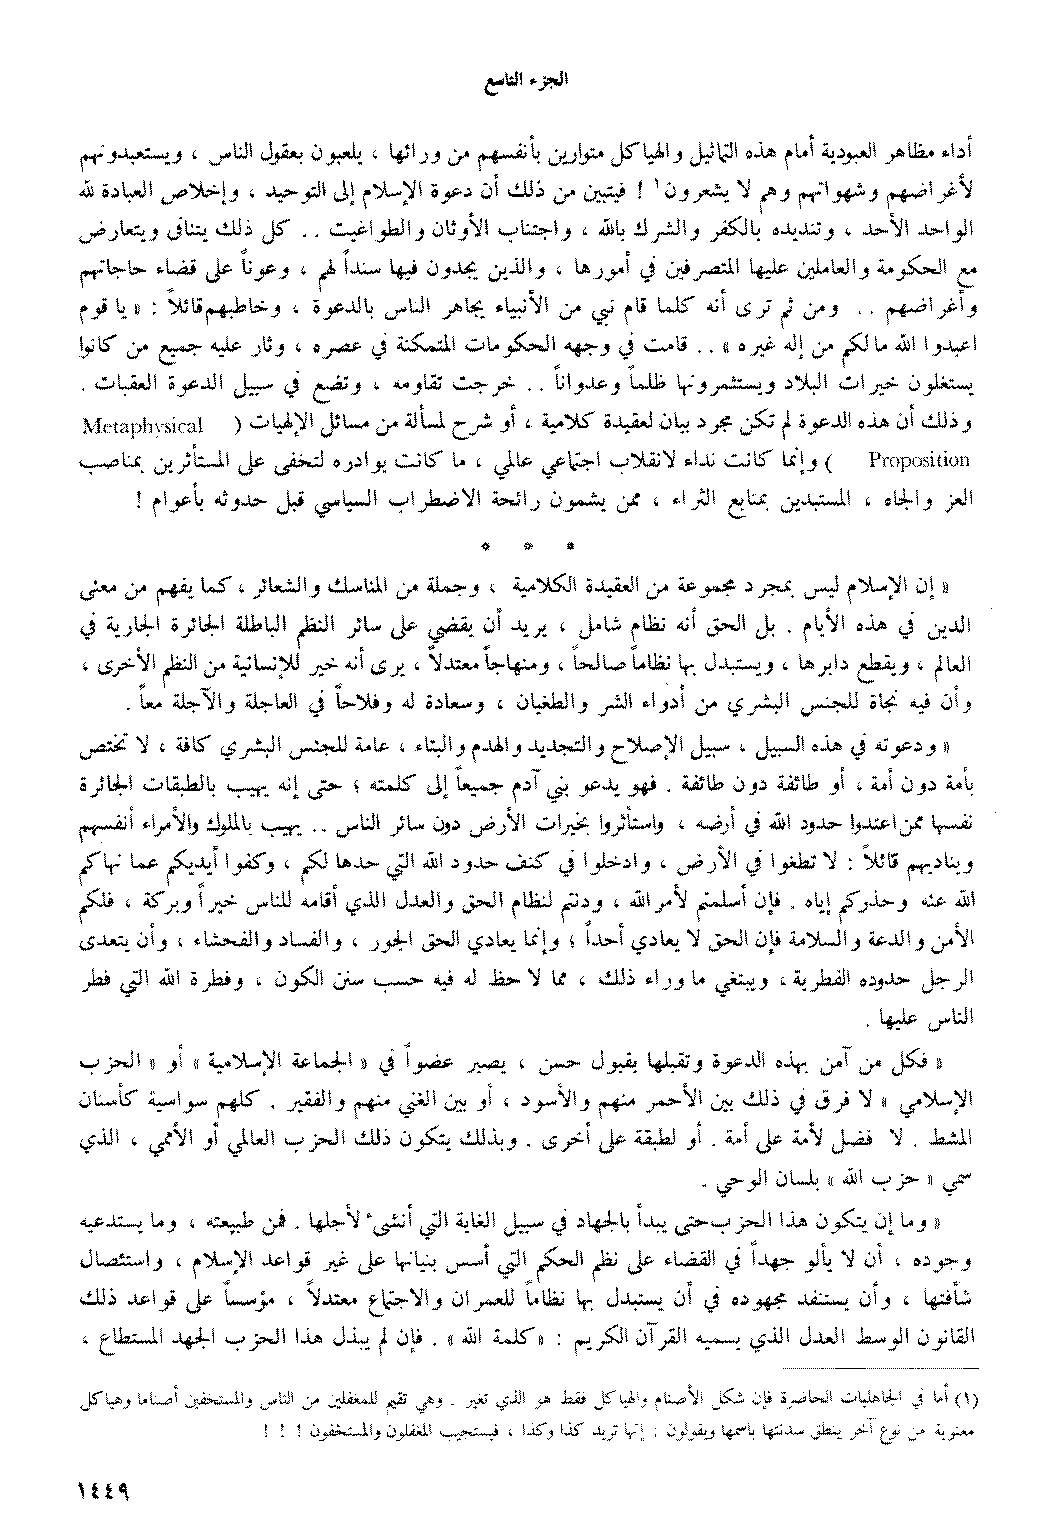 الجزء التاسع
أداء مظاهر العبودية أمام هذه التماثيل والهياكل متوارين بأنفسهم من ورائها ، يلعبون بعقول الناس ، ويستعبدونهم
لأغراضهم وشهواتهم وهم لا يشعرون١ ! فيتبين من ذلك أن دعوة الإسلام إلى التوحيد ، وإخلاص العبادة لله
الواحد الأحد ، وتنديده بالكفر والشرك بالله ، واجتناب الأوثان والطواغيت .. كل ذلك يتنافى ويتعارض
مع الحكومة والعاملين عليها المتصرفين في أمورها ، والذين يجدون فيها سنداً لهم ، وعوناً على قضاء حاجاتهم
وأغراضهم .. ومن ثم ترى أنه كلما قام نبي من الأنبياء يجاهر الناس بالدعوة ، وخاطبهم قائلاً : « يا قوم
اعبدوا الله ما لكم من إله غيره » .. قامت في وجهه الحكومات المتمكنة في عصره ، وثار عليه جميع من كانوا
يستغلون خيرات البلاد ويستثمرونها ظلماً وعدواناً .. خرجت تقاومه ، وتضع في سبيل الدعوة العقبات .
وذلك أن هذه الدعوة لم تكن مجرد بيان لعقيدة كلامية ، أو شرح لمسألة من مسائل الإلهيات ( Metaphysical
Proposition ) وإنما كانت نداء لانقلاب اجتماعي عالمي ، ما كانت بوادره لتخفى على المستأثرين بمناصب
العز والجاه ، المستبدين بمنابع الثراء ، ممن يشمون رائحة الاضطراب السياسي قبل حدوثه بأعوام !
* * *
« إن الإسلام ليس بمجرد مجموعة من العقيدة الكلامية ، وجملة من المناسك والشعائر ، كما يفهم من معنى
الدين في هذه الأيام . بل الحق أنه نظام شامل ، يريد أن يقضي على سائر النظم الباطلة الجائرة الجارية في
العالم ، ويقطع دابرها ، ويستبدل بها نظاماً صالحاً ، ومنهاجاً معتدلاً ، يرى أنه خير للإنسانية من النظم الأخرى ،
وأن فيه نجاة للجنس البشري من أدواء الشر والطغيان ، وسعادة له وفلاحاً في العاجلة والآجلة معاً .
« ودعوته في هذه السبيل ، سبيل الإصلاح والتجديد والهدم والبناء ، عامة للجنس البشري كافة ، لا تختص
بأمة دون أمة ، أو طائفة دون طائفة . فهو يدعو بني آدم جميعاً إلى كلمته ؛ حتى إنه يهيب بالطبقات الجائرة
نفسها ممن اعتدوا حدود الله في أرضه ، واستأثروا بخيرات الأرض دون سائر الناس .. يهيب بالملوك والأمراء أنفسهم
ويناديهم قائلاً : لا تطغوا في الأرض ، وادخلوا في كنف حدود الله التي حدها لكم ، وكفوا أيديكم عما نهاكم
الله عنه وحذركم إياه . فإن أسلمتم لأمر الله ، ودنتم لنظام الحق والعدل الذي أقامه للناس خيراً وبركة ، فلكم
الأمن والدعة والسلامة فإن الحق لا يعادي أحداً ؛ وإنما يعادي الحق الجور ، والفساد والفحشاء ، وأن يتعدى
الرجل حدوده الفطرية ، ويبتغي ما وراء ذلك ، مما لا حظ له فيه حسب سنن الكون ، وفطرة الله التي فطر
الناس عليها .
« فكل من آمن بهذه الدعوة وتقبلها بقبول حسن ، يصير عضواً في « الجماعة الإسلامية » أو « الحزب
الإسلامي » لا فرق في ذلك بين الأحمر منهم والأسود ، أو بين الغني منهم والفقير . كلهم سواسية كأسنان
المشط . لا فضل لأمة على أمة . أو لطبقة على أخرى . وبذلك يتكون ذلك الحزب العالمي أو الأممي ، الذي
سمي « حزب الله » بلسان الوحي .
« وما إن يتكون هذا الحزب حتى يبدأ بالجهاد في سبيل الغاية التي أنشىء لأجلها . فمن طبيعته ، وما يستدعيه
وجوده ، أن لا يألو جهداً في القضاء على نظم الحكم التي أسس بنيانها على غير قواعد الإسلام ، واستئصال
شأفتها ، وأن يستنفد مجهوده في أن يستبدل بها نظاماً للعمران والاجتماع معتدلاً ، مؤسساً على قواعد ذلك
القانون الوسط العدل الذي يسميه القرآن الكريم : « كلمة الله » . فإن لم يبذل هذا الحزب الجهد المستطاع ،
(١) أما في الجاهليات الحاضرة فإن شكل الأصنام والهياكل فقط هو الذي تغير . وهي تقيم للمغفلين من الناس والمستخفين أصناما وهياكل
معنوية من نوع آخر ينطق سدنتها باسمها ويقولون : إنها تريد كذا وكذا ، فيستجيب المغفلون والمستخفون ! ! !
١٤٤٩